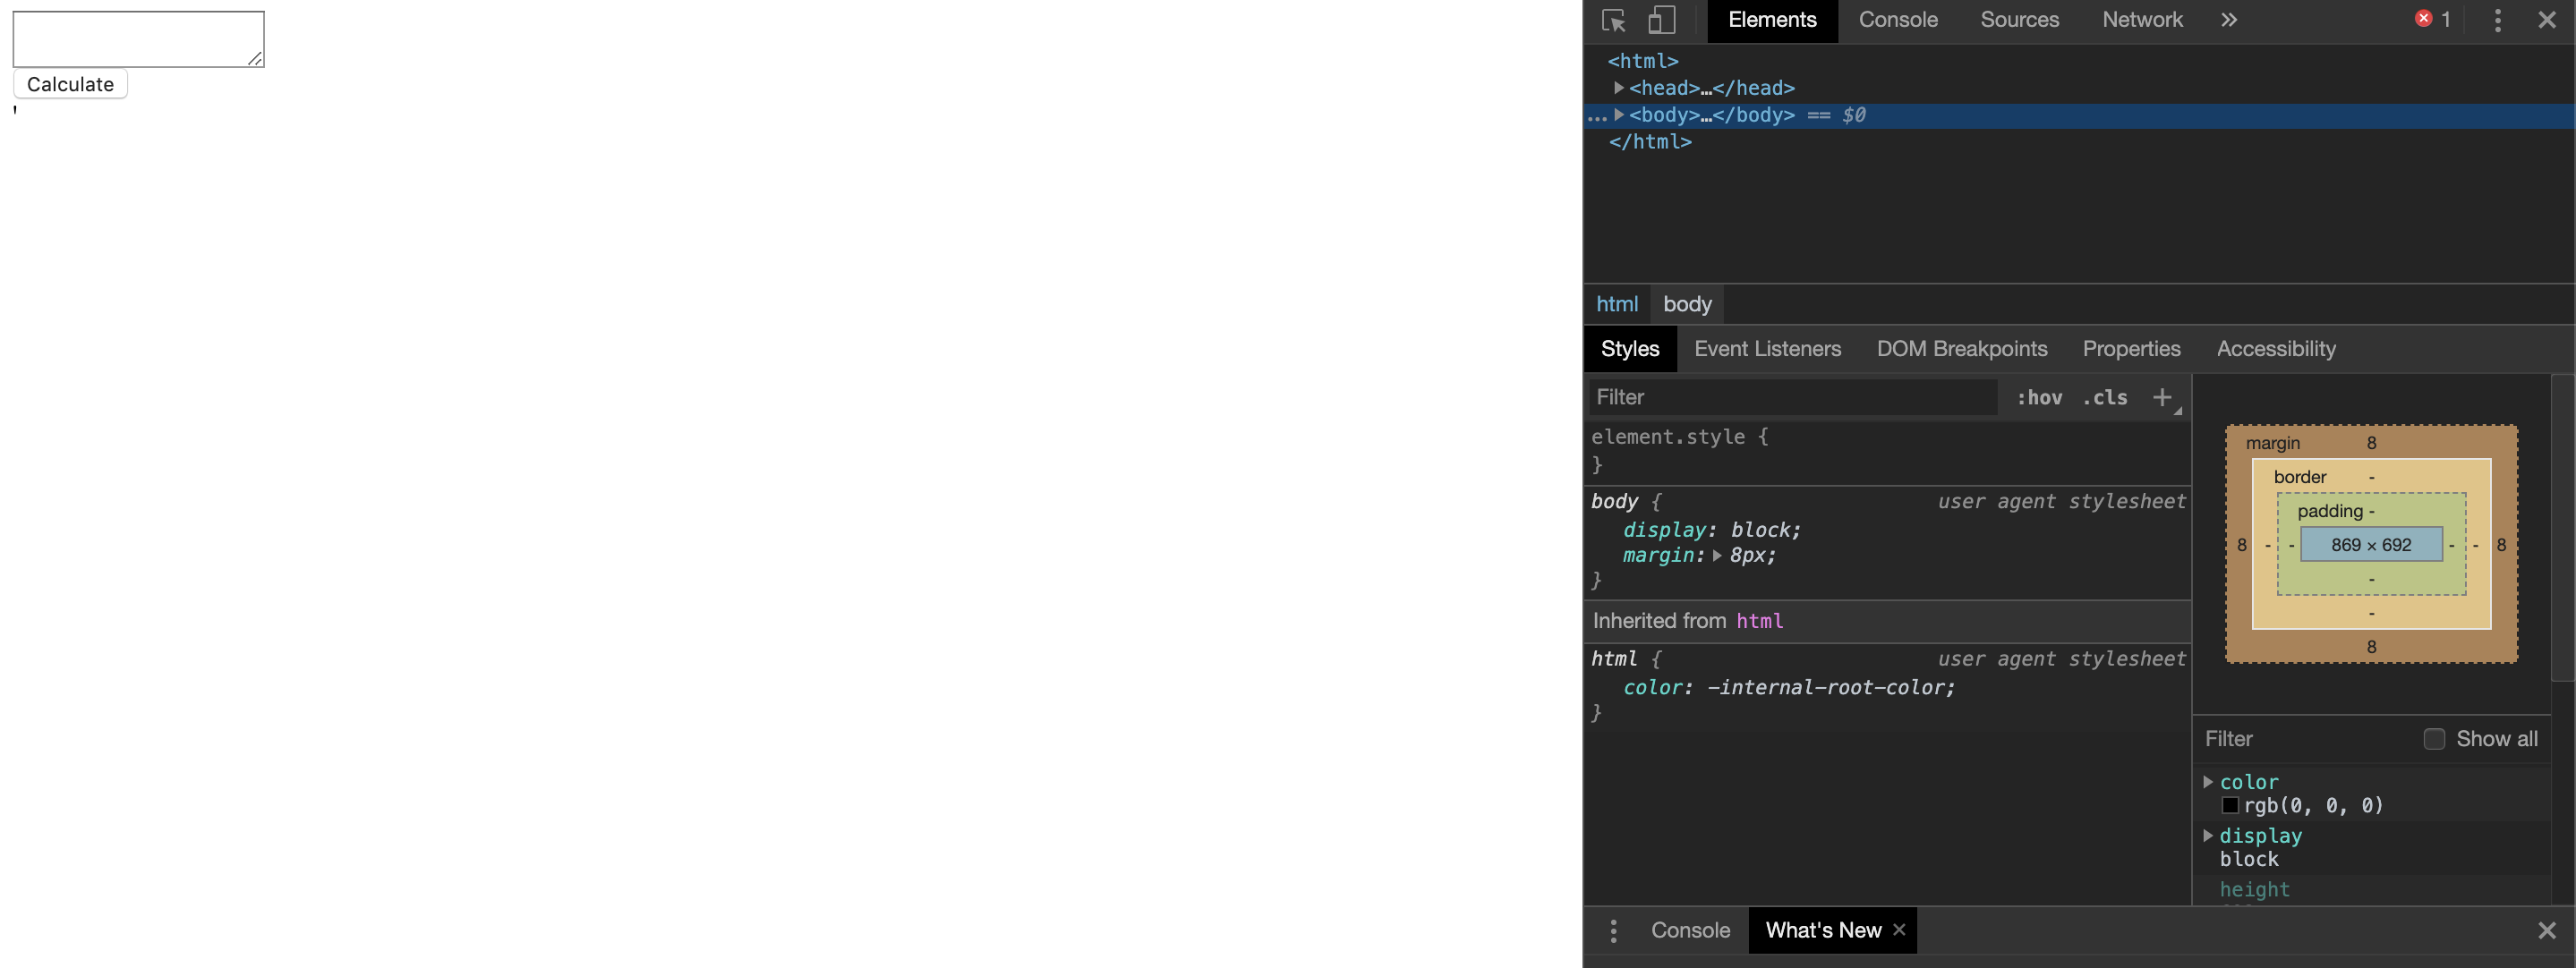 Calculate
'
Elements Console Sources Network » 1
<html>
<head>…</head>
… <body>…</body> == $0
</html>
html body
Styles Event Listeners DOM Breakpoints Properties Accessibility
Filter :hov .cls +
element.style {
}
body { user agent stylesheet
display: block;
margin: 8px;
}
Inherited from html
html { user agent stylesheet
color: -internal-root-color;
}
margin 8
border -
padding -
8 - - 869 × 692 - - 8
-
-
8
Filter Show all
color
rgb(0, 0, 0)
display
block
height
Console What's New